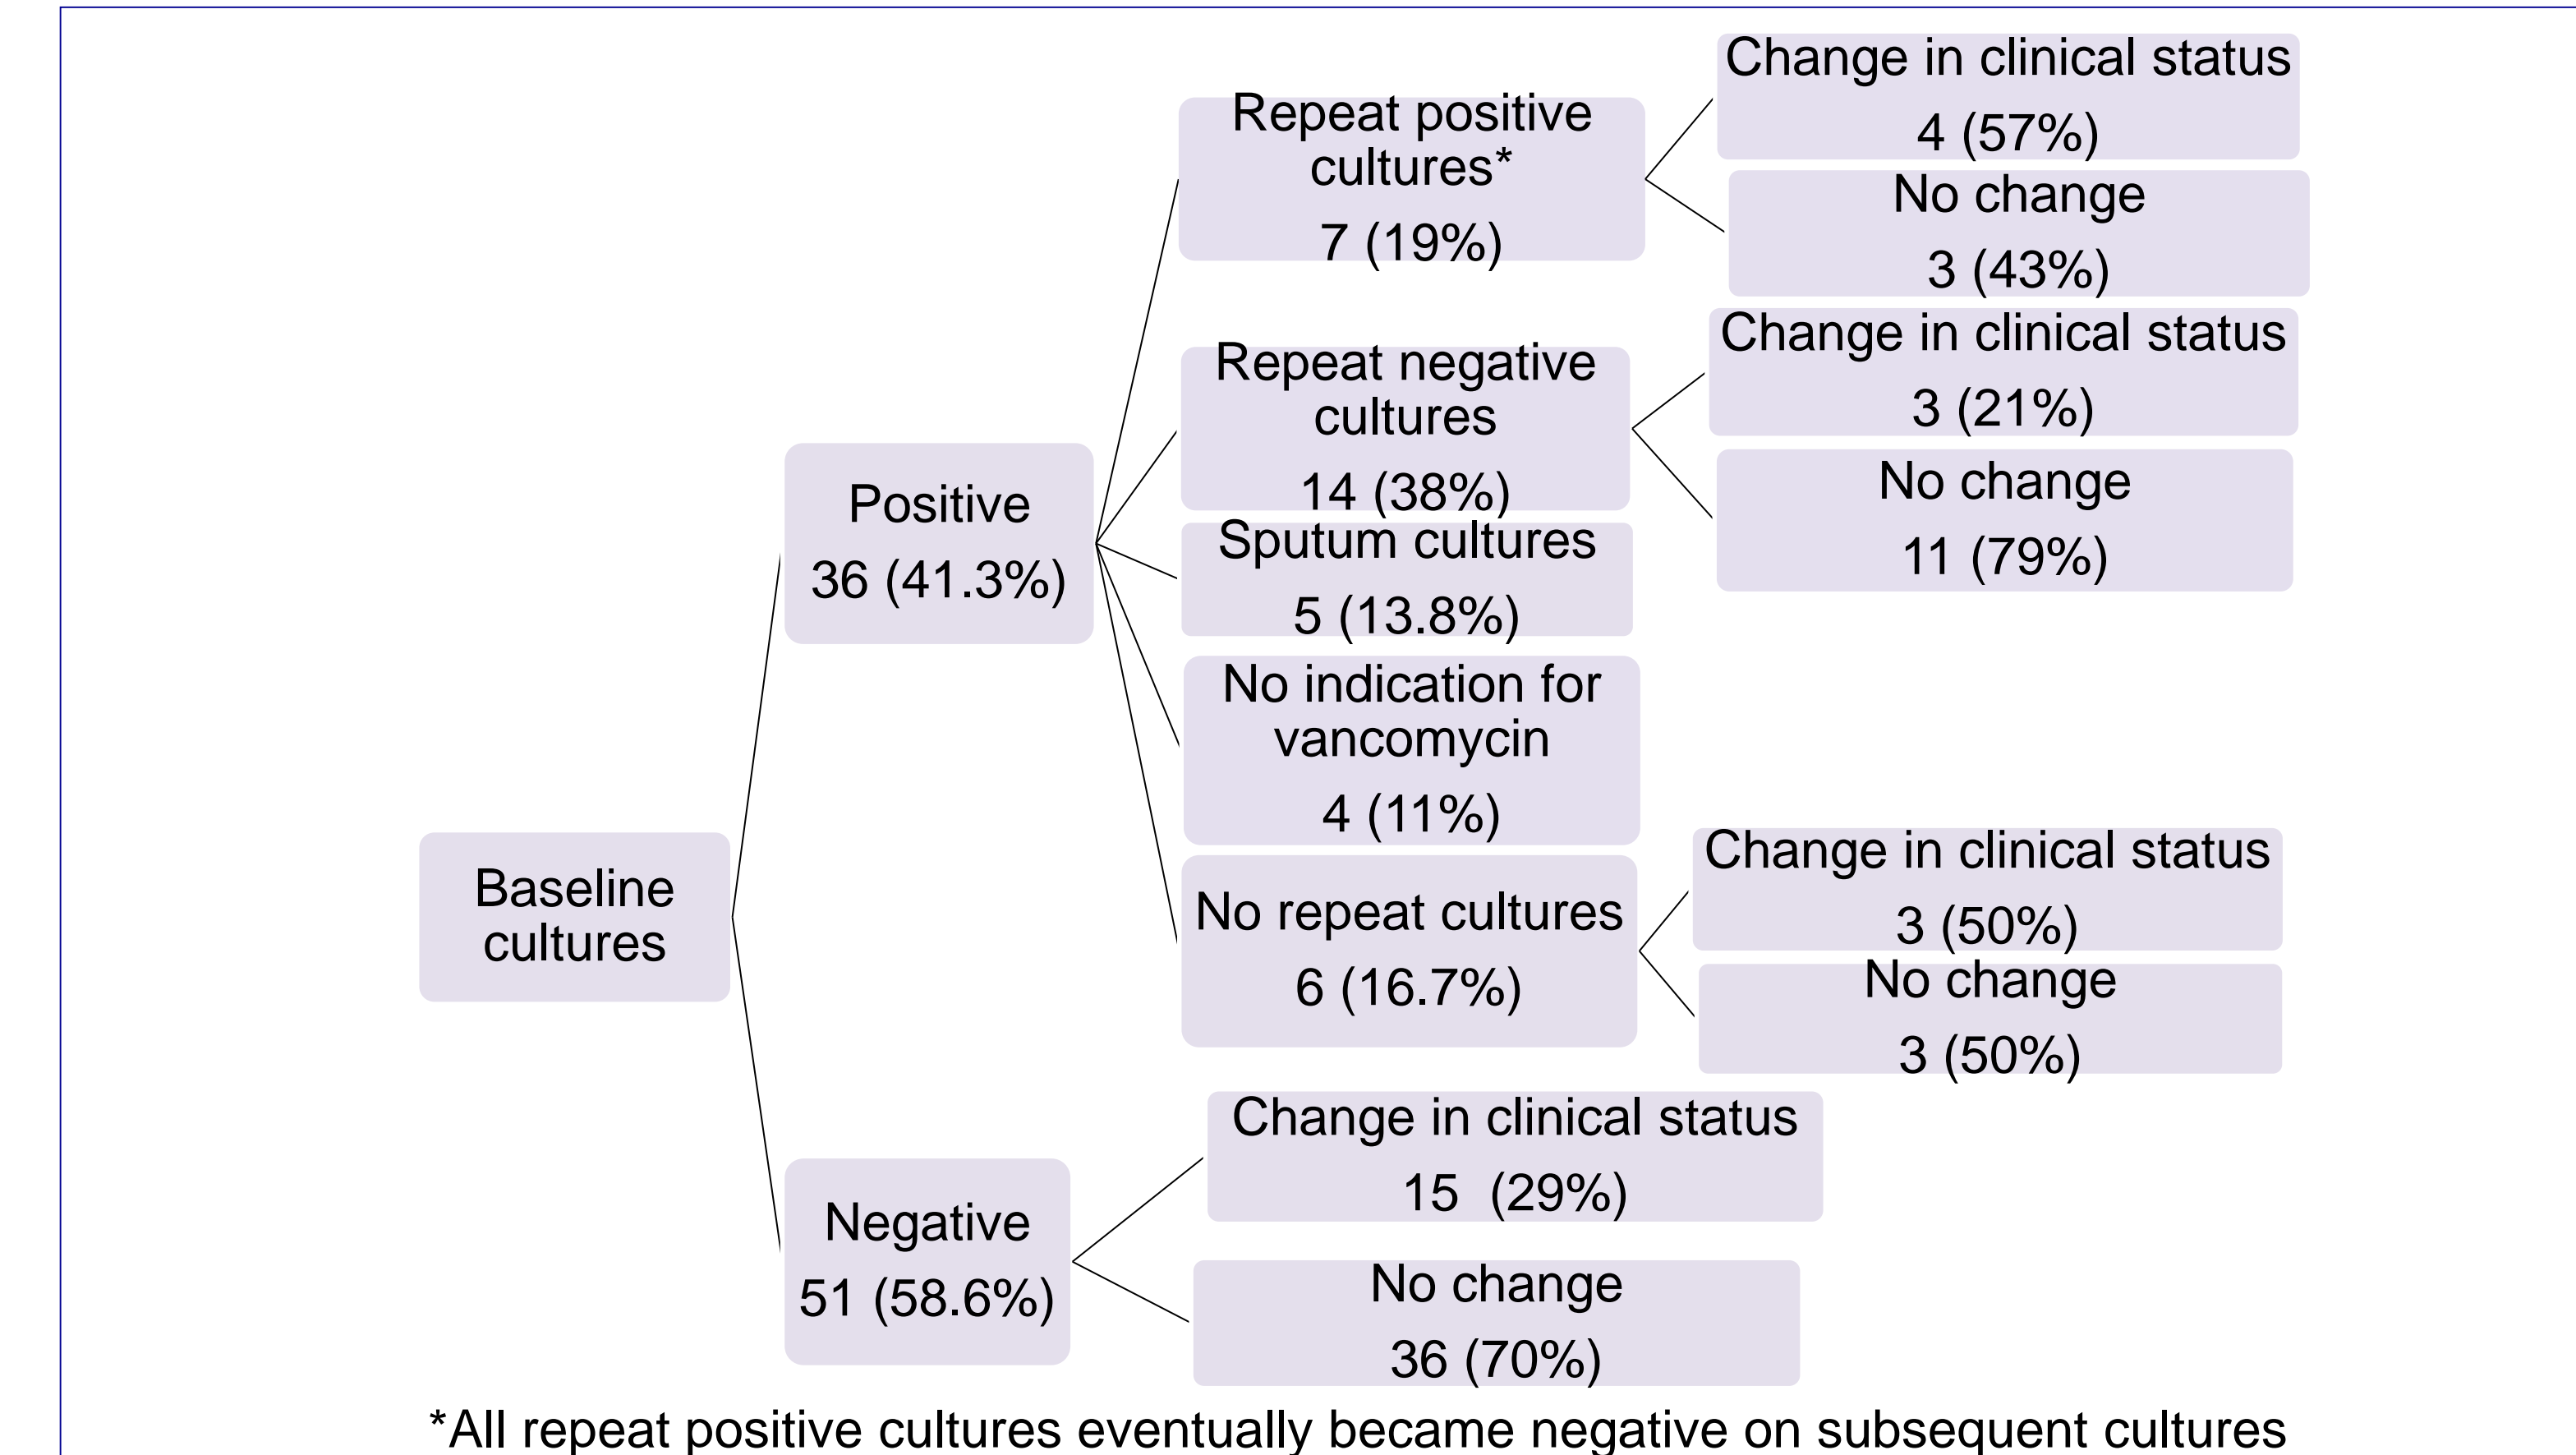 Baseline
cultures
Positive
36 (41.3%)
Repeat positive
cultures*
7 (19%)
Change in clinical status
4 (57%)
No change
3 (43%)
Repeat negative
cultures
14 (38%)
Change in clinical status
3 (21%)
No change
11 (79%)
Sputum cultures
5 (13.8%)
No indication for
vancomycin
4 (11%)
No repeat cultures
6 (16.7%)
Change in clinical status
3 (50%)
No change
3 (50%)
Negative
51 (58.6%)
Change in clinical status
15 (29%)
No change
36 (70%)
*All repeat positive cultures eventually became negative on subsequent cultures